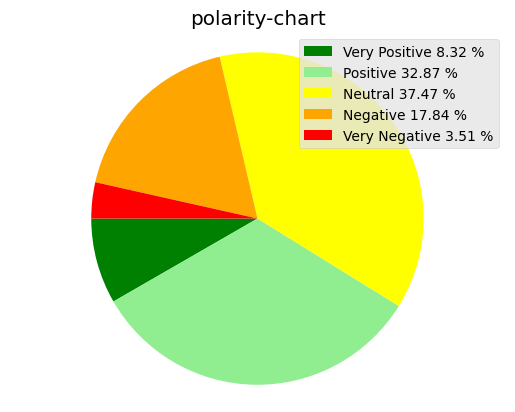 polarity-chart
Very Positive 8.32 %
Positive 32.87 %
Neutral 37.47 %
Negative 17.84 %
Very Negative 3.51 %